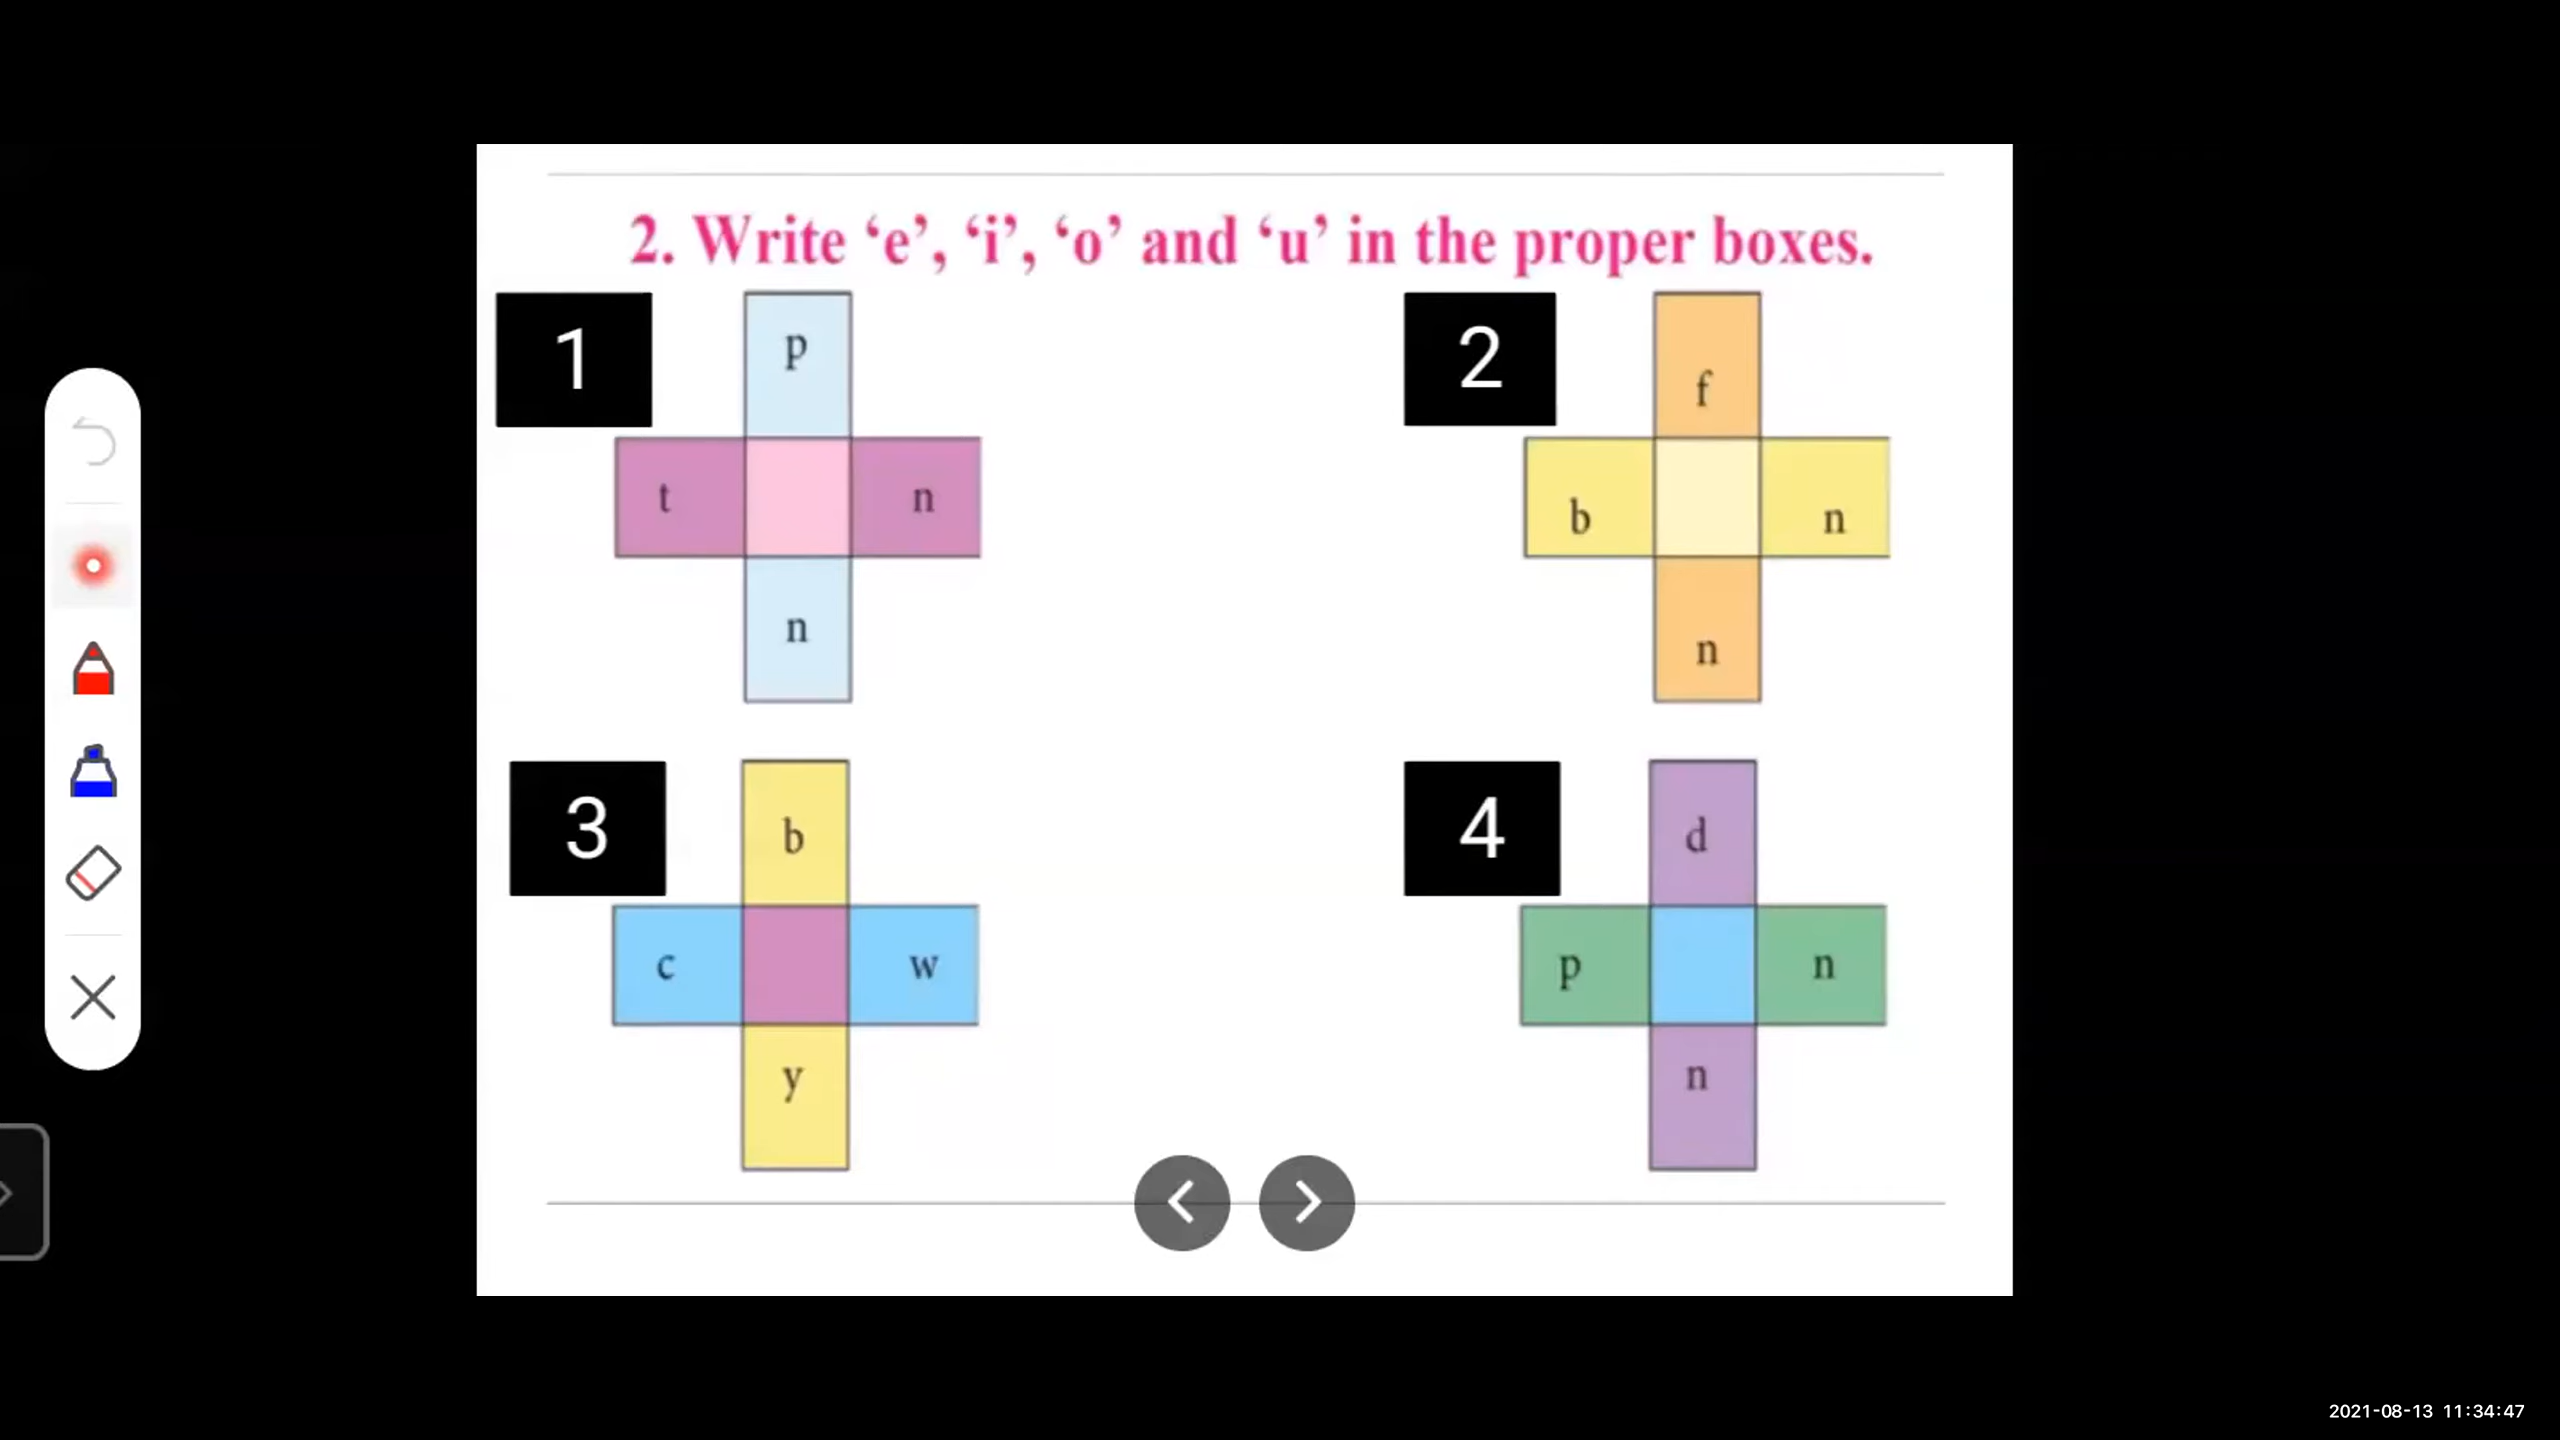 2. Write ‘e’, ‘i’, ‘o’ and ‘u’ in the proper boxes.
1
p
t n
n
2
f
b n
n
3
b
c w
y
4
d
p n
n
2021-08-13 11:34:47